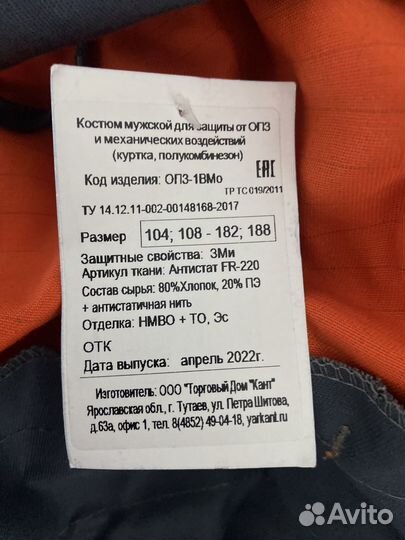 Костюм мужской для защиты от ОПЗ
и механических воздействий
(куртка, полукомбинезон)
EAC
Код изделия: ОПЗ-1ВМо
ТР ТС 019/2011
ТУ 14.12.11-002-00148168-2017
Размер 104; 108 - 182; 188
Защитные свойства: ЗМи
Артикул ткани: Антистат FR-220
Состав сырья: 80%Хлопок, 20% ПЭ
+ антистатичная нить
Отделка: НМВО + ТО, Эс
ОТК
Дата выпуска: апрель 2022г.
Изготовитель: ООО "Торговый Дом "Кант"
Ярославская обл., г. Тутаев, ул. Петра Шитова,
д.63а, офис 1, тел. 8(4852) 49-04-18, yarkant.ru
Avito